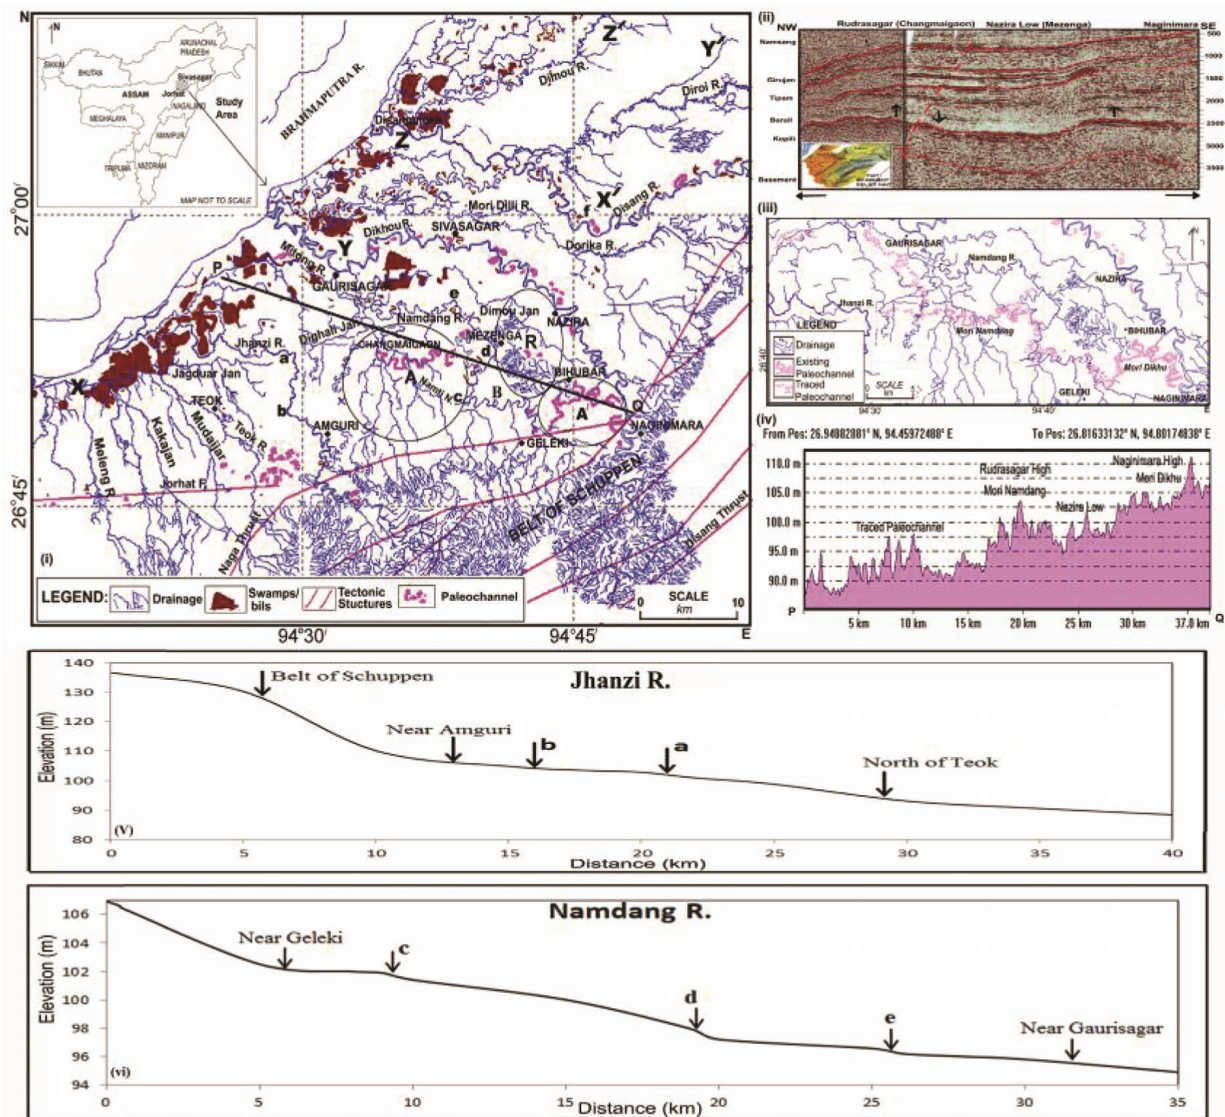 N
N
ARUNACHAL
PRADESH
SIKKIM
BHUTAN
Sivasagar
ASSAM
Jorhat
Study
Area
NAGALAND
MEGHALAYA
MANIPUR
TRIPURA
MIZORAM
MAP NOT TO SCALE
BRAHMAPUTRA R.
Z'
Y'
Djmou R.
Diroi R.
Disangmukh
Z
X'
f
Disang R.
27°00'
Mori Dilli R.
Dikhou R.
SIVASAGAR
Dorika R.
Y
P
Mitong R.
GAURISAGAR
e
Dimou Jan
Namdang R.
NAZIRA
Dighali Jan
MEZENGA
Jhanzi R.
a
CHANGMAIGAON
d
R
X
Jagduar Jan
A
BIHUBAR
TEOK
b
Namti R.
c
B
A'
Q
NAGINIMARA
AMGURI
GELEKI
Meleng R.
Kakajan
Mudaijar
Teok R.
Jorhat F.
26°45'
Naga Thrust
BELT OF SCHUPPEN
Disang Thrust
(i)
LEGEND:
Drainage
Swamps/
bils
Tectonic
Stuctures
Paleochannel
SCALE
0 km 10
94°30'
94°45'
E
(ii)
NW
Rudrasagar (Changmaigaon)
Nazira Low (Mezenga)
Naginimara SE
Namsang
Girujan
Tipam
Barail
Kopili
Basement
500
1000
1500
2000
2500
3000
3500
(iii)
N
GAURISAGAR
Namdang R.
NAZIRA
Jhanzi R.
Mori Namdang
BIHUBAR
Mori Dikhu
GELEKI
NAGINIMARA
LEGEND
Drainage
Existing
Paleochannel
Traced
Paleochannel
SCALE
km
26°40'
94°30'
94°40'
E
(iv)
From Pos: 26.94882881° N, 94.45972488° E
To Pos: 26.81633132° N, 94.80174838° E
110.0 m
105.0 m
100.0 m
95.0 m
90.0 m
Naginimara High
Rudrasagar High
Mori Dikhu
Mori Namdang
Nazira Low
Traced Paleochannel
P
5 km
10 km
15 km
20 km
25 km
30 km
37.0 km
Q
Jhanzi R.
Elevation (m)
140
130
120
110
100
90
80
Belt of Schuppen
Near Amguri
b
a
North of Teok
(V)
0 5 10 15 20 25 30 35 40
Distance (km)
Namdang R.
Elevation (m)
106
104
102
100
98
96
94
Near Geleki
c
d
e
Near Gaurisagar
(vi)
0 5 10 15 20 25 30 35
Distance (km)